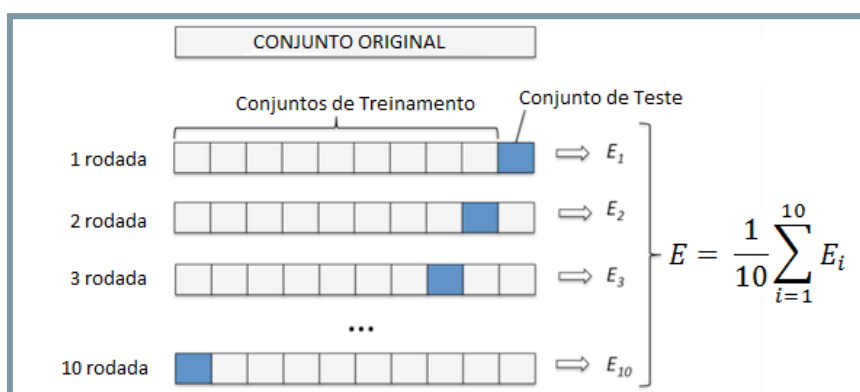 CONJUNTO ORIGINAL
Conjuntos de Treinamento
Conjunto de Teste
1 rodada
E₁
2 rodada
E₂
3 rodada
E₃
...
10 rodada
E₁₀
E = 1/10 ∑_{i=1}^{10} E_i